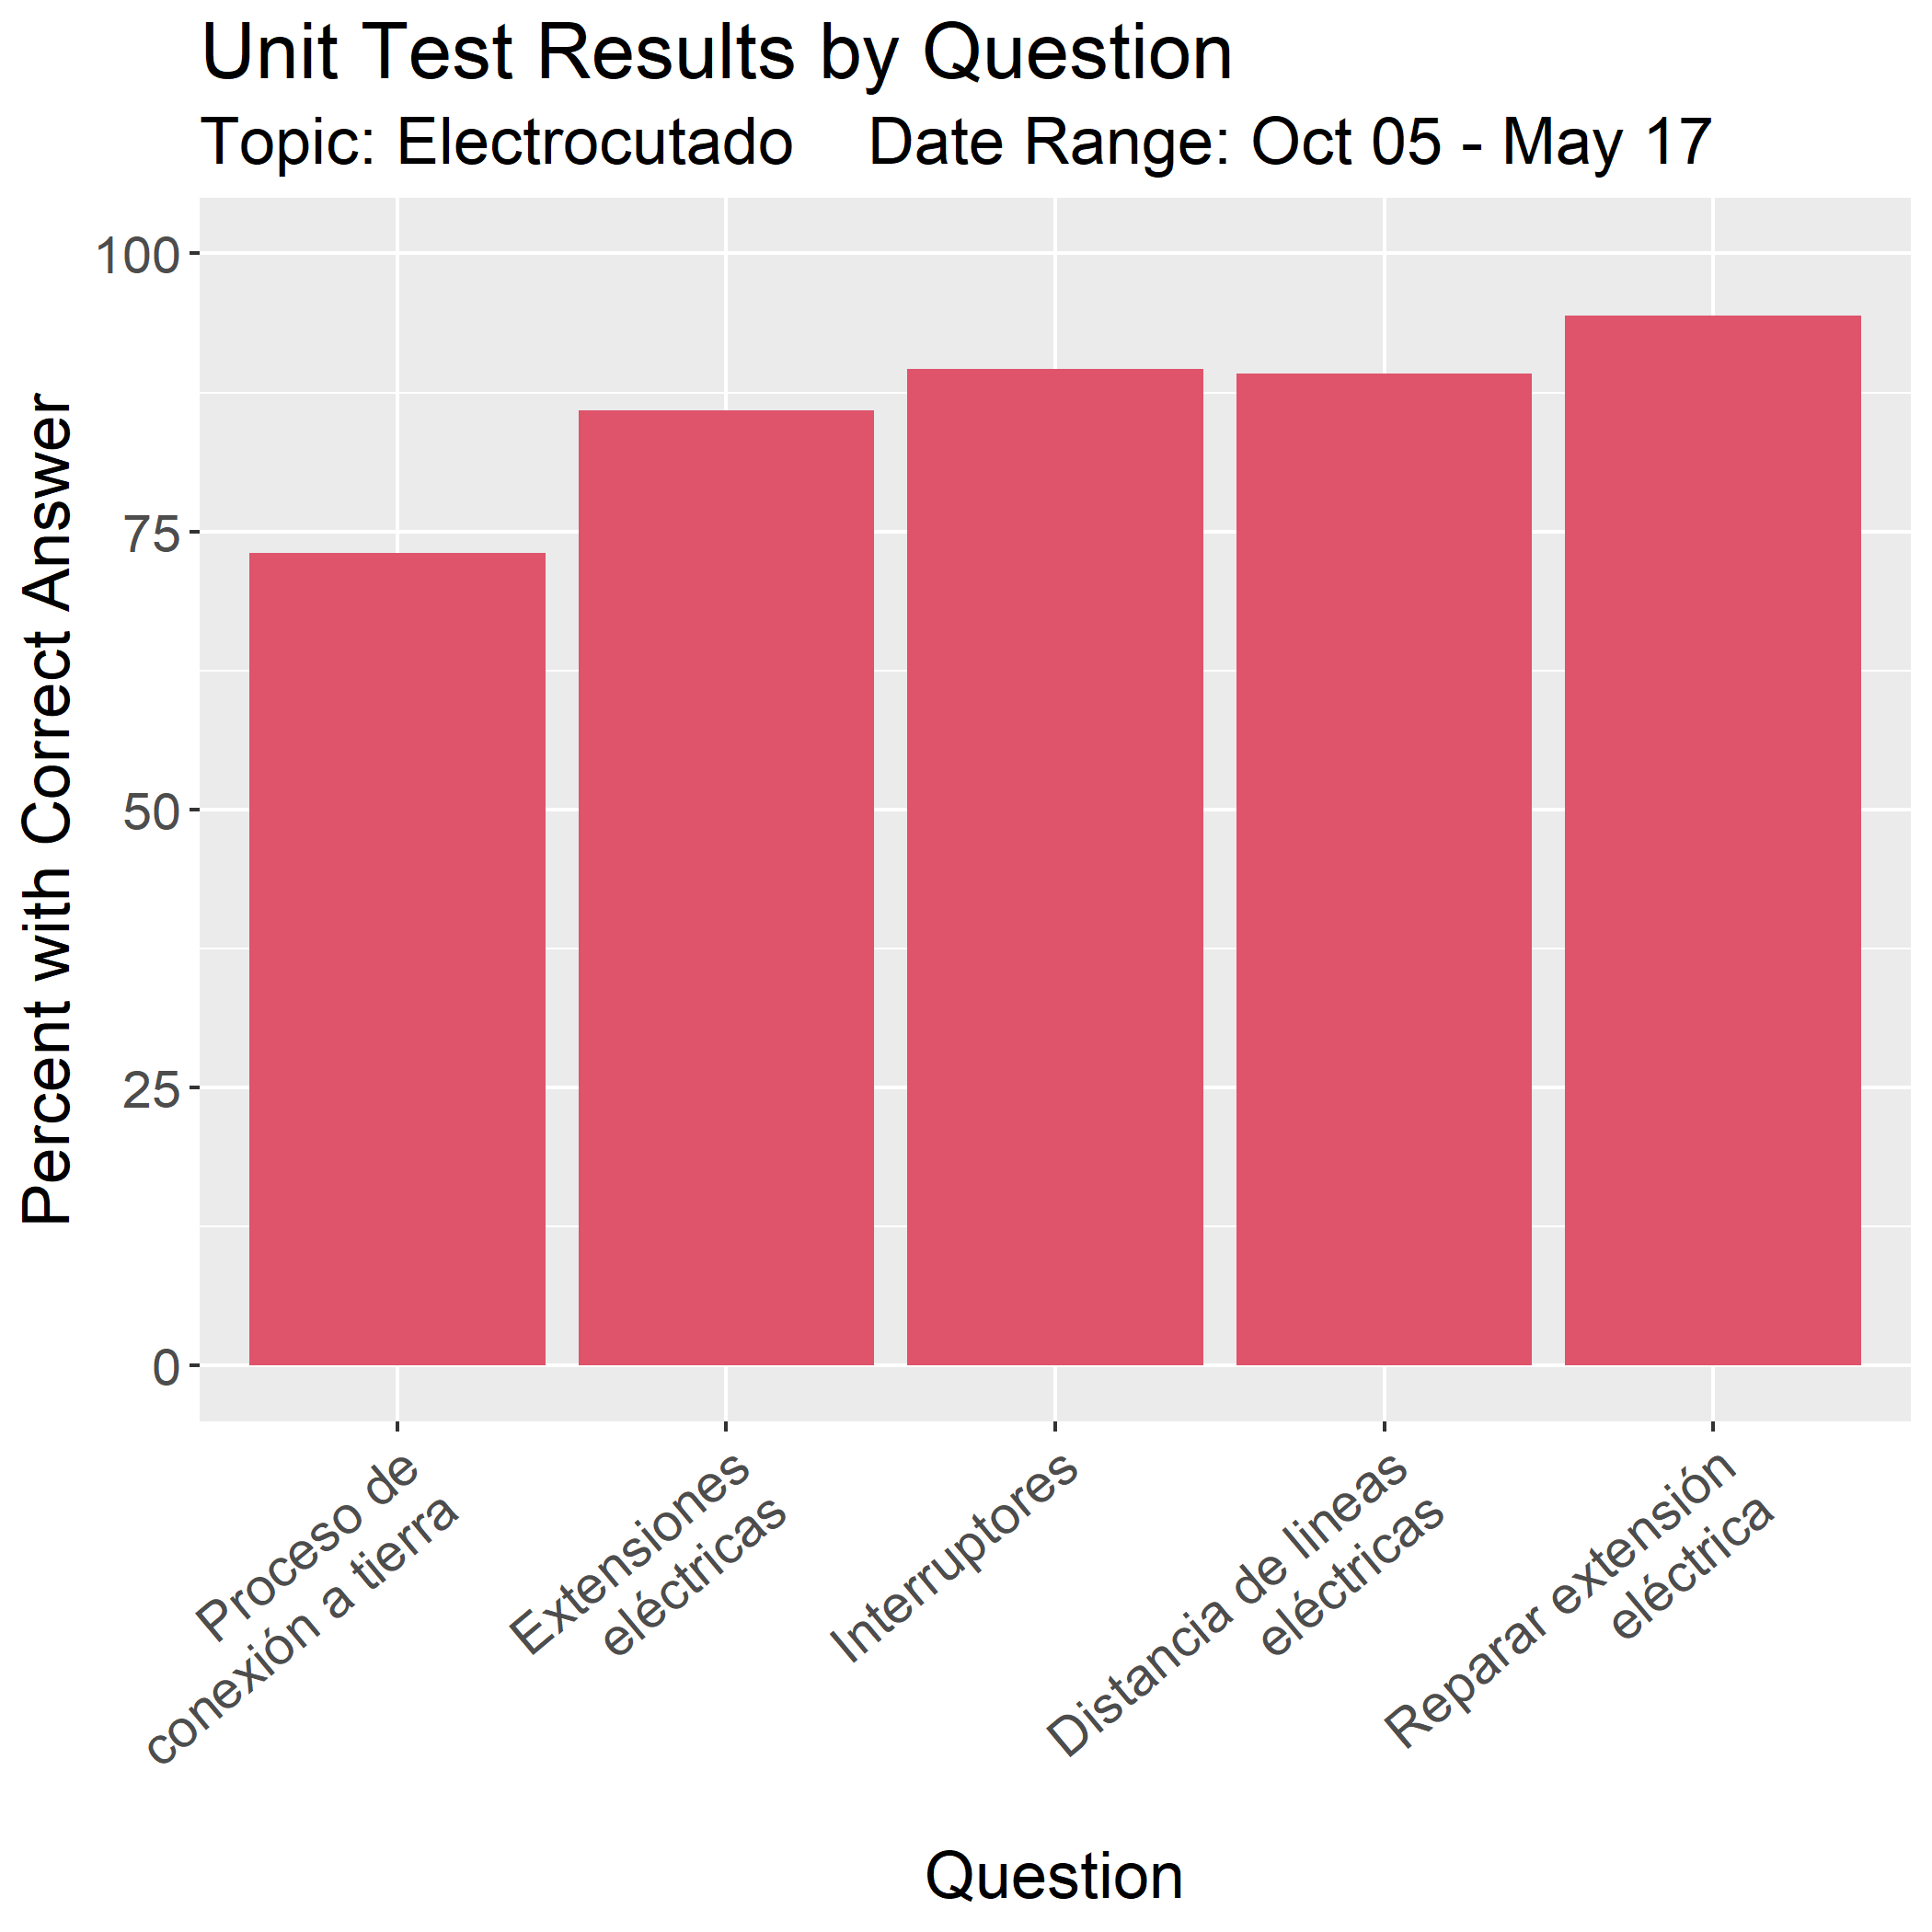 Unit Test Results by Question
Topic: Electrocutado    Date Range: Oct 05 - May 17
Percent with Correct Answer
100
75
50
25
0
Proceso de
conexión a tierra
Extensiones
eléctricas
Interruptores
Distancia de lineas
eléctricas
Reparar extensión
eléctrica
Question